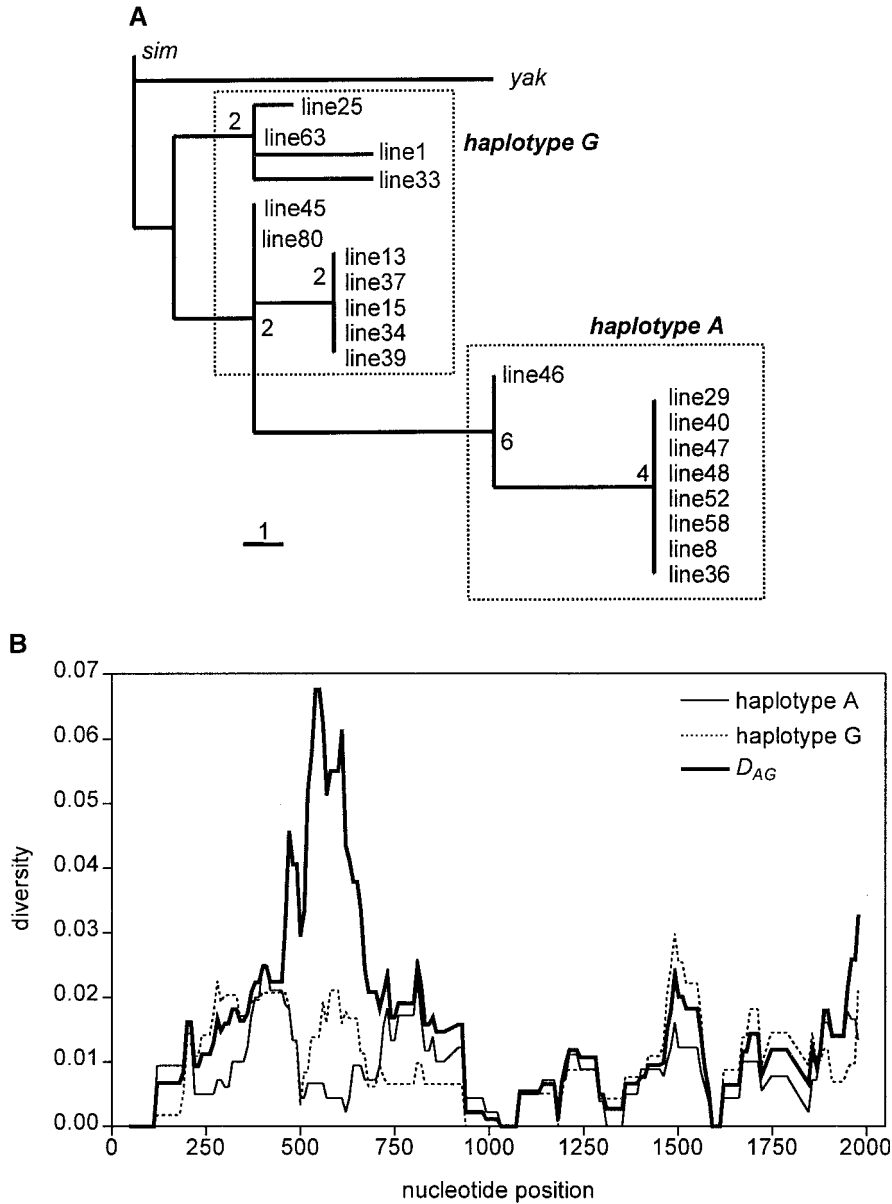 A
sim
yak
line25
2
line63
haplotype G
line1
line33
line45
line80
line13
2
line37
line15
2
line34
line39
haplotype A
line46
line29
line40
6
line47
4
line48
line52
line58
1
line8
line36
B
0.07
0.06
0.05
0.04
0.03
0.02
0.01
0.00
diversity
haplotype A
haplotype G
D_AG
0 250 500 750 1000 1250 1500 1750 2000
nucleotide position